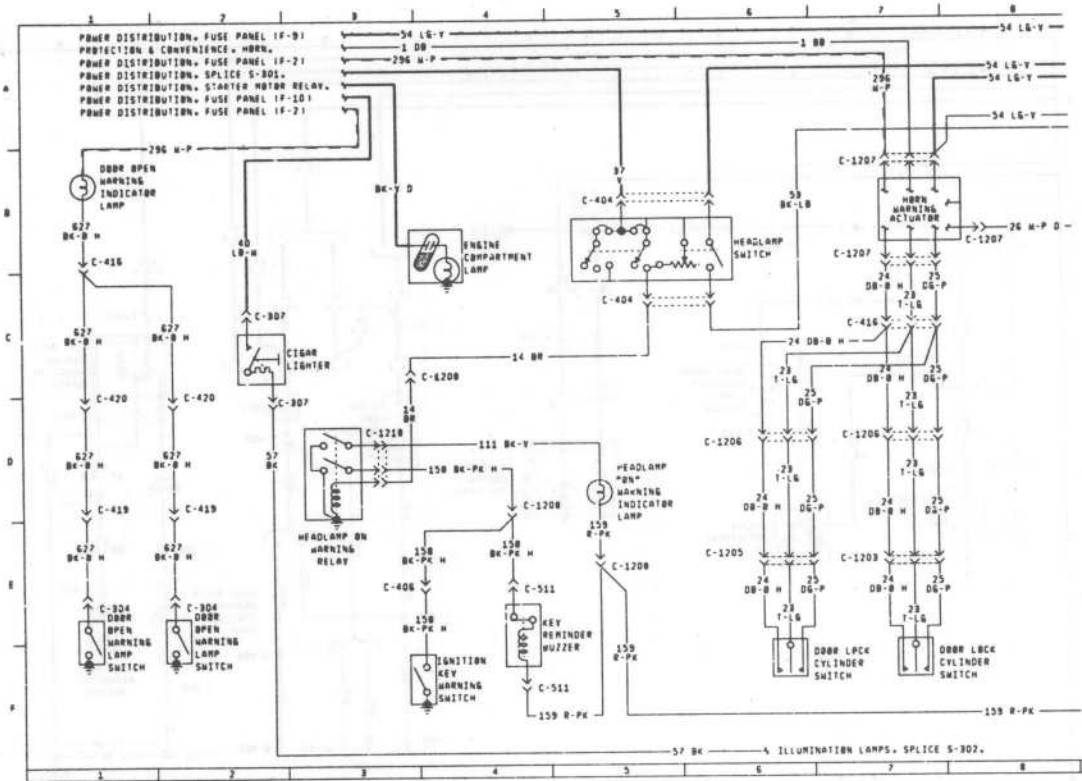 1 2 3 4 5 6 7 8
POWER DISTRIBUTION. FUSE PANEL (F-9)
54 LG-Y
54 LG-Y
PROTECTION & CONVENIENCE. HORN.
1 DB
1 DB
POWER DISTRIBUTION. FUSE PANEL (F-2)
296 W-P
POWER DISTRIBUTION. SPLICE S-301.
POWER DISTRIBUTION. STARTER MOTOR RELAY.
POWER DISTRIBUTION. FUSE PANEL (F-10)
POWER DISTRIBUTION. FUSE PANEL (F-2)
296
W-P
54 LG-Y
54 LG-Y
54 LG-Y
A
296 W-P
B
DOOR OPEN
WARNING
INDICATOR
LAMP
627
BK-O H
C-416
40
LB-W
BK-Y D
ENGINE
COMPARTMENT
LAMP
37
Y
C-404
HEADLAMP
SWITCH
C-404
53
BK-LB
C-1207
HORN
WARNING
ACTUATOR
26 W-P D
C-1207
C-1207
24
DB-O H
25
DG-P
23
T-LG
C-416
C
627
BK-O H
627
BK-O H
C-307
CIGAR
LIGHTER
C-307
14 BR
C-1208
14
BR
24 DB-O H
23
T-LG
25
DG-P
24
DB-O H
23
T-LG
25
DG-P
C-420
C-420
D
627
BK-O H
627
BK-O H
57
BK
C-1210
111 BK-Y
158 BK-PK H
HEADLAMP
"ON"
WARNING
INDICATOR
LAMP
C-1206
C-1206
23
T-LG
23
T-LG
24
DB-O H
25
DG-P
24
DB-O H
25
DG-P
C-419
C-419
HEADLAMP ON
WARNING
RELAY
C-1208
159
R-PK
C-1208
E
627
BK-O H
627
BK-O H
158
BK-PK H
158
BK-PK H
C-406
C-511
C-1205
C-1203
24
DB-O H
25
DG-P
23
T-LG
24
DB-O H
25
DG-P
23
T-LG
C-304
C-304
DOOR
OPEN
WARNING
LAMP
SWITCH
DOOR
OPEN
WARNING
LAMP
SWITCH
158
BK-PK H
KEY
REMINDER
BUZZER
159
R-PK
DOOR LOCK
CYLINDER
SWITCH
DOOR LOCK
CYLINDER
SWITCH
F
IGNITION
KEY
WARNING
SWITCH
C-511
159 R-PK
159 R-PK
57 BK
ILLUMINATION LAMPS. SPLICE S-302.
1 2 3 4 5 6 7 8